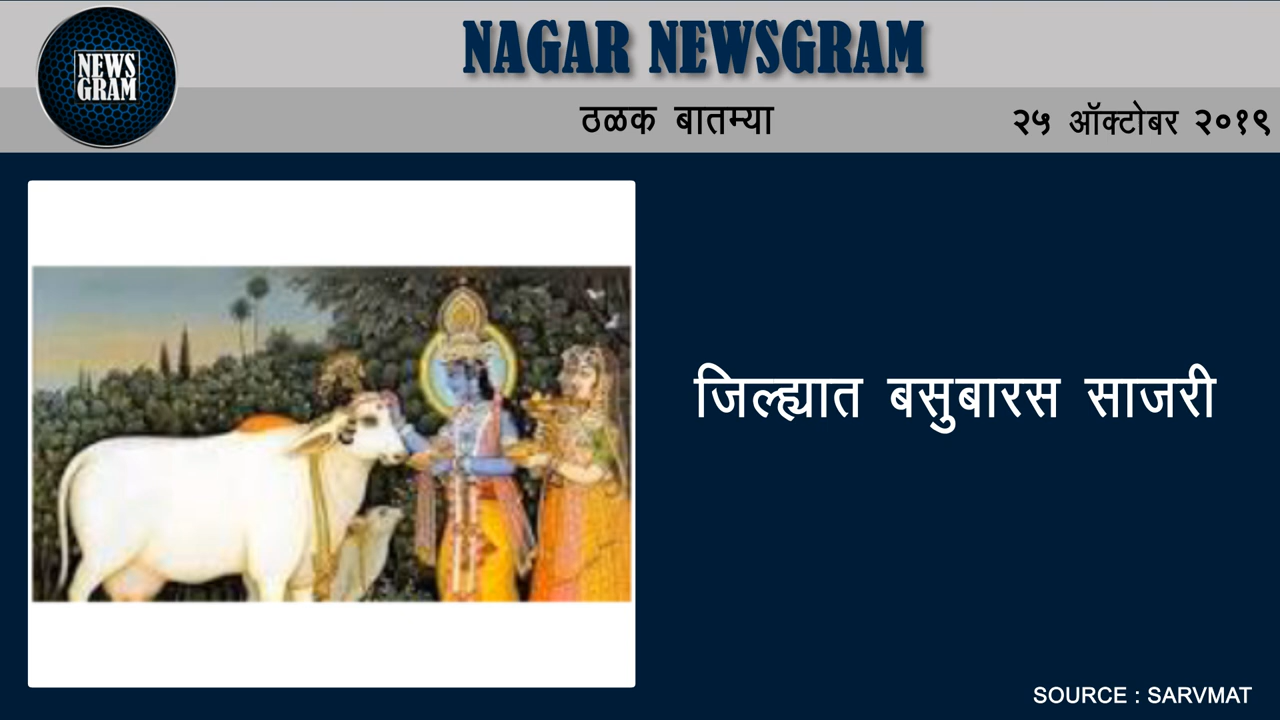 NEWS
GRAM
NAGAR NEWSGRAM
ठळक बातम्या
२५ ऑक्टोबर २०१९
जिल्ह्यात बसुबारस साजरी
SOURCE : SARVMAT